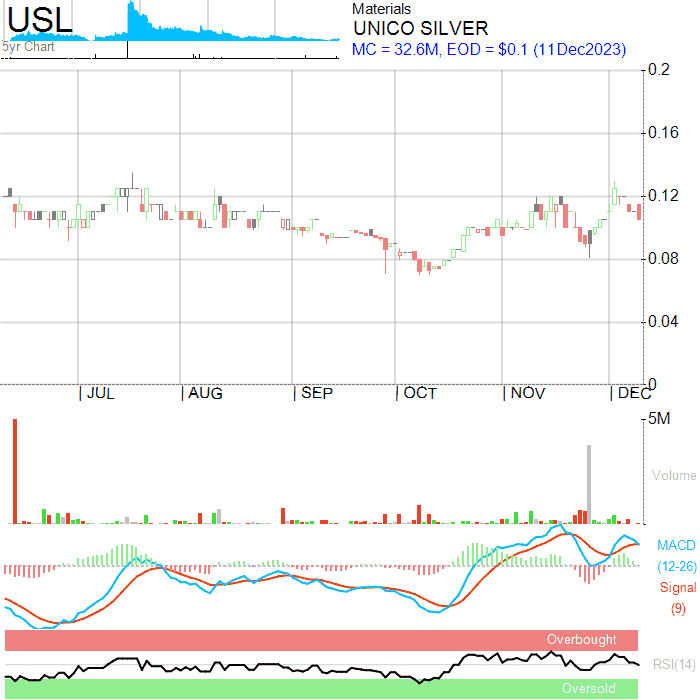 USL
5yr Chart
Materials
UNICO SILVER
MC = 32.6M, EOD = $0.1 (11Dec2023)
0.2
0.16
0.12
0.08
0.04
0
JUL AUG SEP OCT NOV DEC
5M
Volume
MACD
(12-26)
Signal
(9)
Overbought
RSI(14)
Oversold